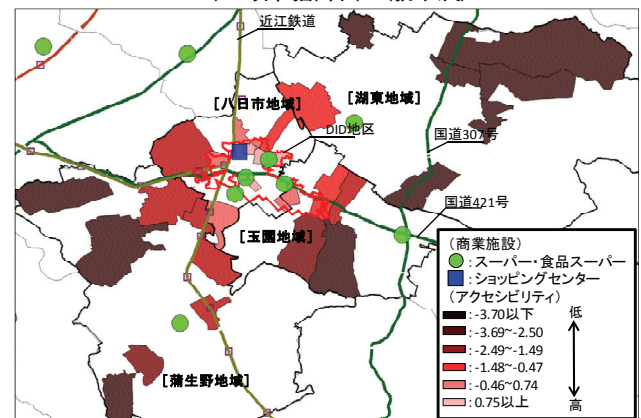 近江鉄道
[八日市地域]
[湖東地域]
DID地区
国道307号
国道421号
[玉園地域]
[蒲生野地域]
(商業施設)
:スーパー・食品スーパー
:ショッピングセンター
(アクセシビリティ)
:-3.70以下
:-3.69~-2.50
:-2.49~-1.49
:-1.48~-0.47
:-0.46~0.74
:0.75以上
低
高